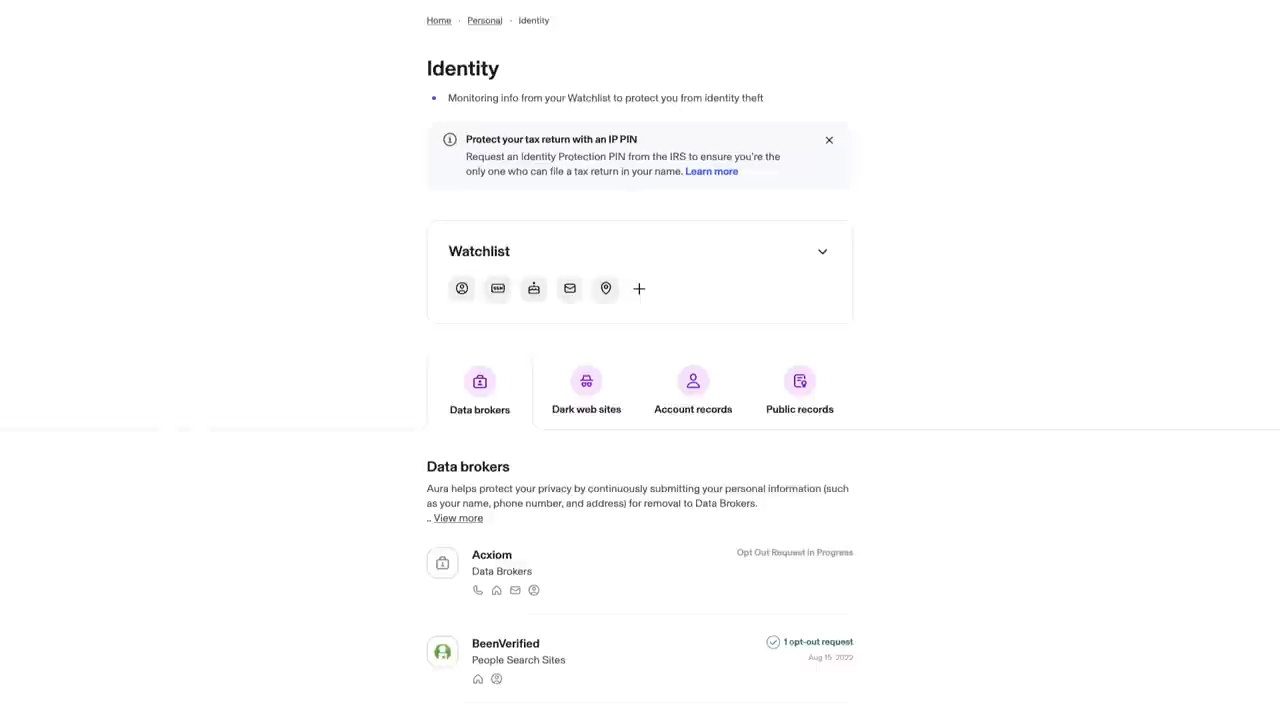 Home · Personal · Identity
Identity
• Monitoring info from your Watchlist to protect you from identity theft
Protect your tax return with an IP PIN
Request an Identity Protection PIN from the IRS to ensure you're the
only one who can file a tax return in your name. Learn more
Watchlist
SSN
Data brokers
Dark web sites
Account records
Public records
Data brokers
Aura helps protect your privacy by continuously submitting your personal information (such
as your name, phone number, and address) for removal to Data Brokers.
.. View more
Acxiom
Opt Out Request in Progress
Data Brokers
BeenVerified
1 opt-out request
People Search Sites
Aug 15, 2022